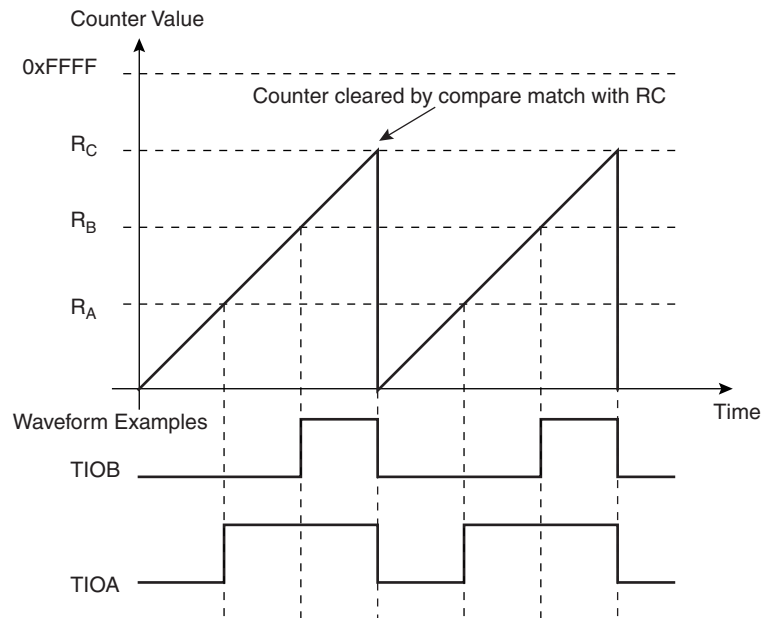 Counter Value
0xFFFF
Counter cleared by compare match with RC
RC
RB
RA
Time
Waveform Examples
TIOB
TIOA